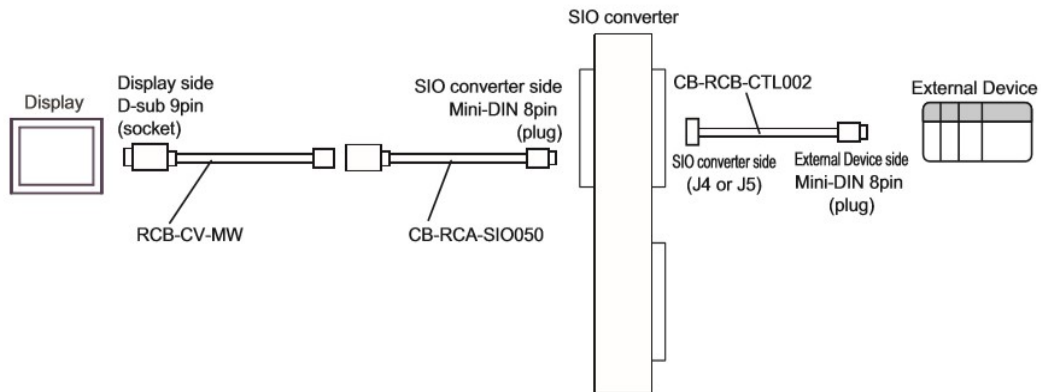 SIO converter
Display
Display side
D-sub 9pin
(socket)
SIO converter side
Mini-DIN 8pin
(plug)
CB-RCB-CTL002
External Device
SIO converter side
(J4 or J5)
External Device side
Mini-DIN 8pin
(plug)
RCB-CV-MW
CB-RCA-SIO050